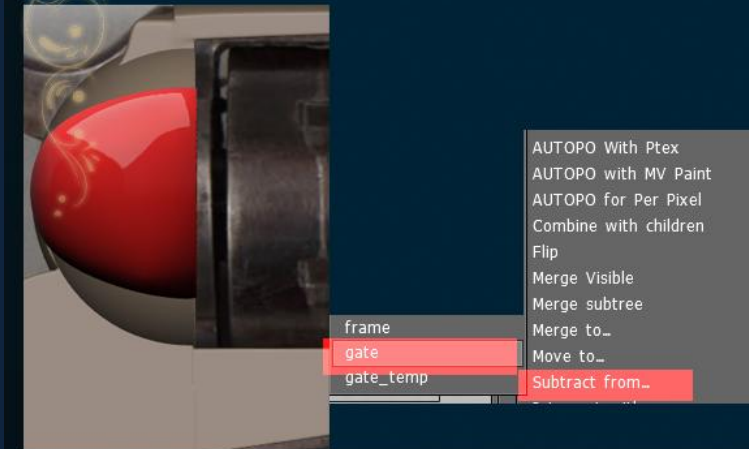 AUTOPO With Ptex
AUTOPO with MV Paint
AUTOPO for Per Pixel
Combine with children
Flip
Merge Visible
Merge subtree
Merge to…
Move to…
Subtract from…
frame
gate
gate_temp